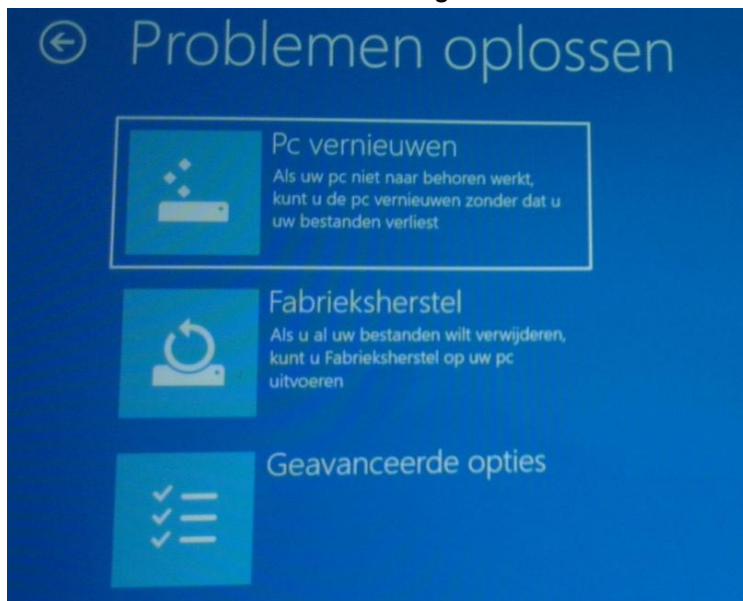 Problemen oplossen
Pc vernieuwen
Als uw pc niet naar behoren werkt,
kunt u de pc vernieuwen zonder dat u
uw bestanden verliest
Fabrieksherstel
Als u al uw bestanden wilt verwijderen,
kunt u Fabrieksherstel op uw pc
uitvoeren
Geavanceerde opties